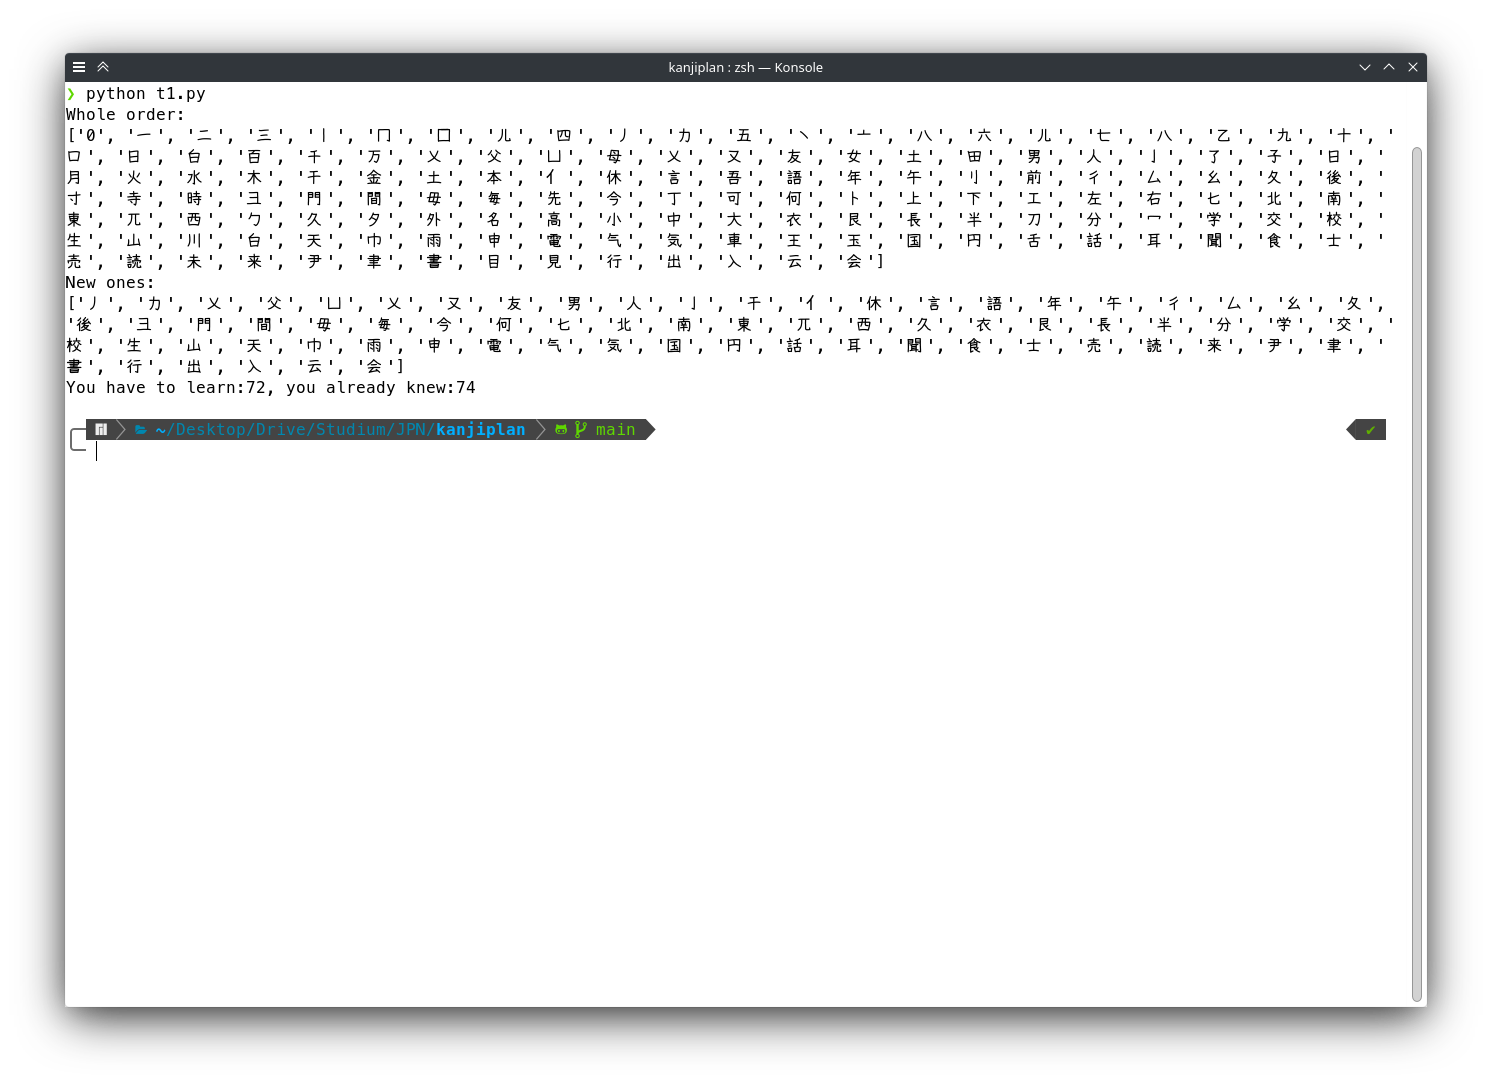 kanjiplan : zsh — Konsole
❯ python t1.py
Whole order:
['0', '一', '二', '三', '丨', '冂', '囗', '儿', '四', '丿', '力', '五', '丶', '亠', '八', '六', '儿', '七', '八', '乙', '九', '十', '
口', '日', '白', '百', '千', '万', '乂', '父', '凵', '母', '乂', '又', '友', '女', '土', '田', '男', '人', '亅', '了', '子', '日', '
月', '火', '水', '木', '干', '金', '土', '本', '亻', '休', '言', '吾', '語', '年', '午', '刂', '前', '彳', '厶', '幺', '夂', '後', '
寸', '寺', '時', '彐', '門', '間', '毋', '毎', '先', '今', '丁', '可', '何', '卜', '上', '下', '工', '左', '右', '匕', '北', '南', '
東', '兀', '西', '勹', '久', '夕', '外', '名', '高', '小', '中', '大', '衣', '艮', '長', '半', '刀', '分', '冖', '学', '交', '校', '
生', '山', '川', '白', '天', '巾', '雨', '申', '電', '气', '気', '車', '王', '玉', '国', '円', '舌', '話', '耳', '聞', '食', '士', '
売', '読', '未', '来', '尹', '聿', '書', '目', '見', '行', '出', '入', '云', '会']
New ones:
['丿', '力', '乂', '父', '凵', '乂', '又', '友', '男', '人', '亅', '干', '亻', '休', '言', '語', '年', '午', '彳', '厶', '幺', '夂',
'後', '彐', '門', '間', '毋', '毎', '今', '何', '匕', '北', '南', '東', '兀', '西', '久', '衣', '艮', '長', '半', '分', '学', '交', '
校', '生', '山', '天', '巾', '雨', '申', '電', '气', '気', '国', '円', '話', '耳', '聞', '食', '士', '売', '読', '来', '尹', '聿', '
書', '行', '出', '入', '云', '会']
You have to learn:72, you already knew:74
~/Desktop/Drive/Studium/JPN/kanjiplan main ✔